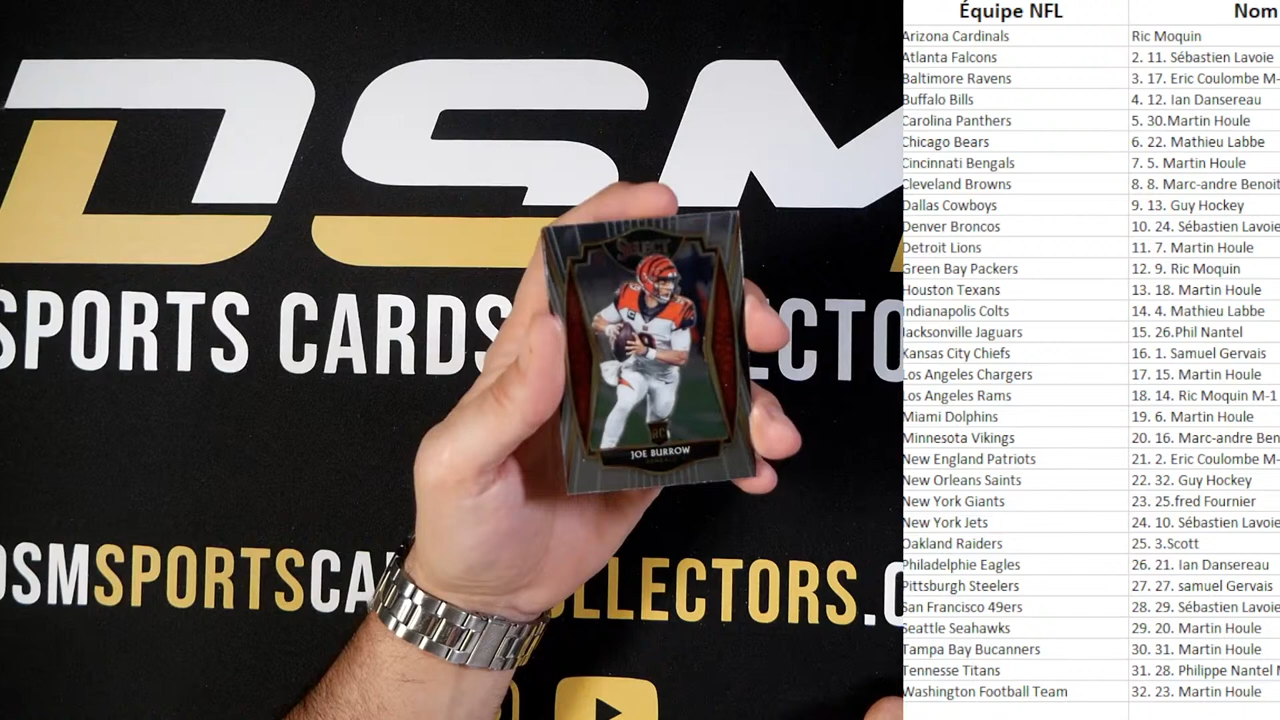 DSM
SPORTS CARDS
DSMSPORTSCA
LLECTORS.C
SELECT
RC
JOE BURROW
Équipe NFL Nom
Arizona Cardinals Ric Moquin
Atlanta Falcons 2. 11. Sébastien Lavoie
Baltimore Ravens 3. 17. Eric Coulombe M-
Buffalo Bills 4. 12. Ian Dansereau
Carolina Panthers 5. 30.Martin Houle
Chicago Bears 6. 22. Mathieu Labbe
Cincinnati Bengals 7. 5. Martin Houle
Cleveland Browns 8. 8. Marc-andre Benoit
Dallas Cowboys 9. 13. Guy Hockey
Denver Broncos 10. 24. Sébastien Lavoie
Detroit Lions 11. 7. Martin Houle
Green Bay Packers 12. 9. Ric Moquin
Houston Texans 13. 18. Martin Houle
Indianapolis Colts 14. 4. Mathieu Labbe
Jacksonville Jaguars 15. 26.Phil Nantel
Kansas City Chiefs 16. 1. Samuel Gervais
Los Angeles Chargers 17. 15. Martin Houle
Los Angeles Rams 18. 14. Ric Moquin M-1
Miami Dolphins 19. 6. Martin Houle
Minnesota Vikings 20. 16. Marc-andre Ben
New England Patriots 21. 2. Eric Coulombe M-
New Orleans Saints 22. 32. Guy Hockey
New York Giants 23. 25.fred Fournier
New York Jets 24. 10. Sébastien Lavoie
Oakland Raiders 25. 3.Scott
Philadelphie Eagles 26. 21. Ian Dansereau
Pittsburgh Steelers 27. 27. samuel Gervais
San Francisco 49ers 28. 29. Sébastien Lavoie
Seattle Seahawks 29. 20. Martin Houle
Tampa Bay Bucanners 30. 31. Martin Houle
Tennesse Titans 31. 28. Philippe Nantel M
Washington Football Team 32. 23. Martin Houle